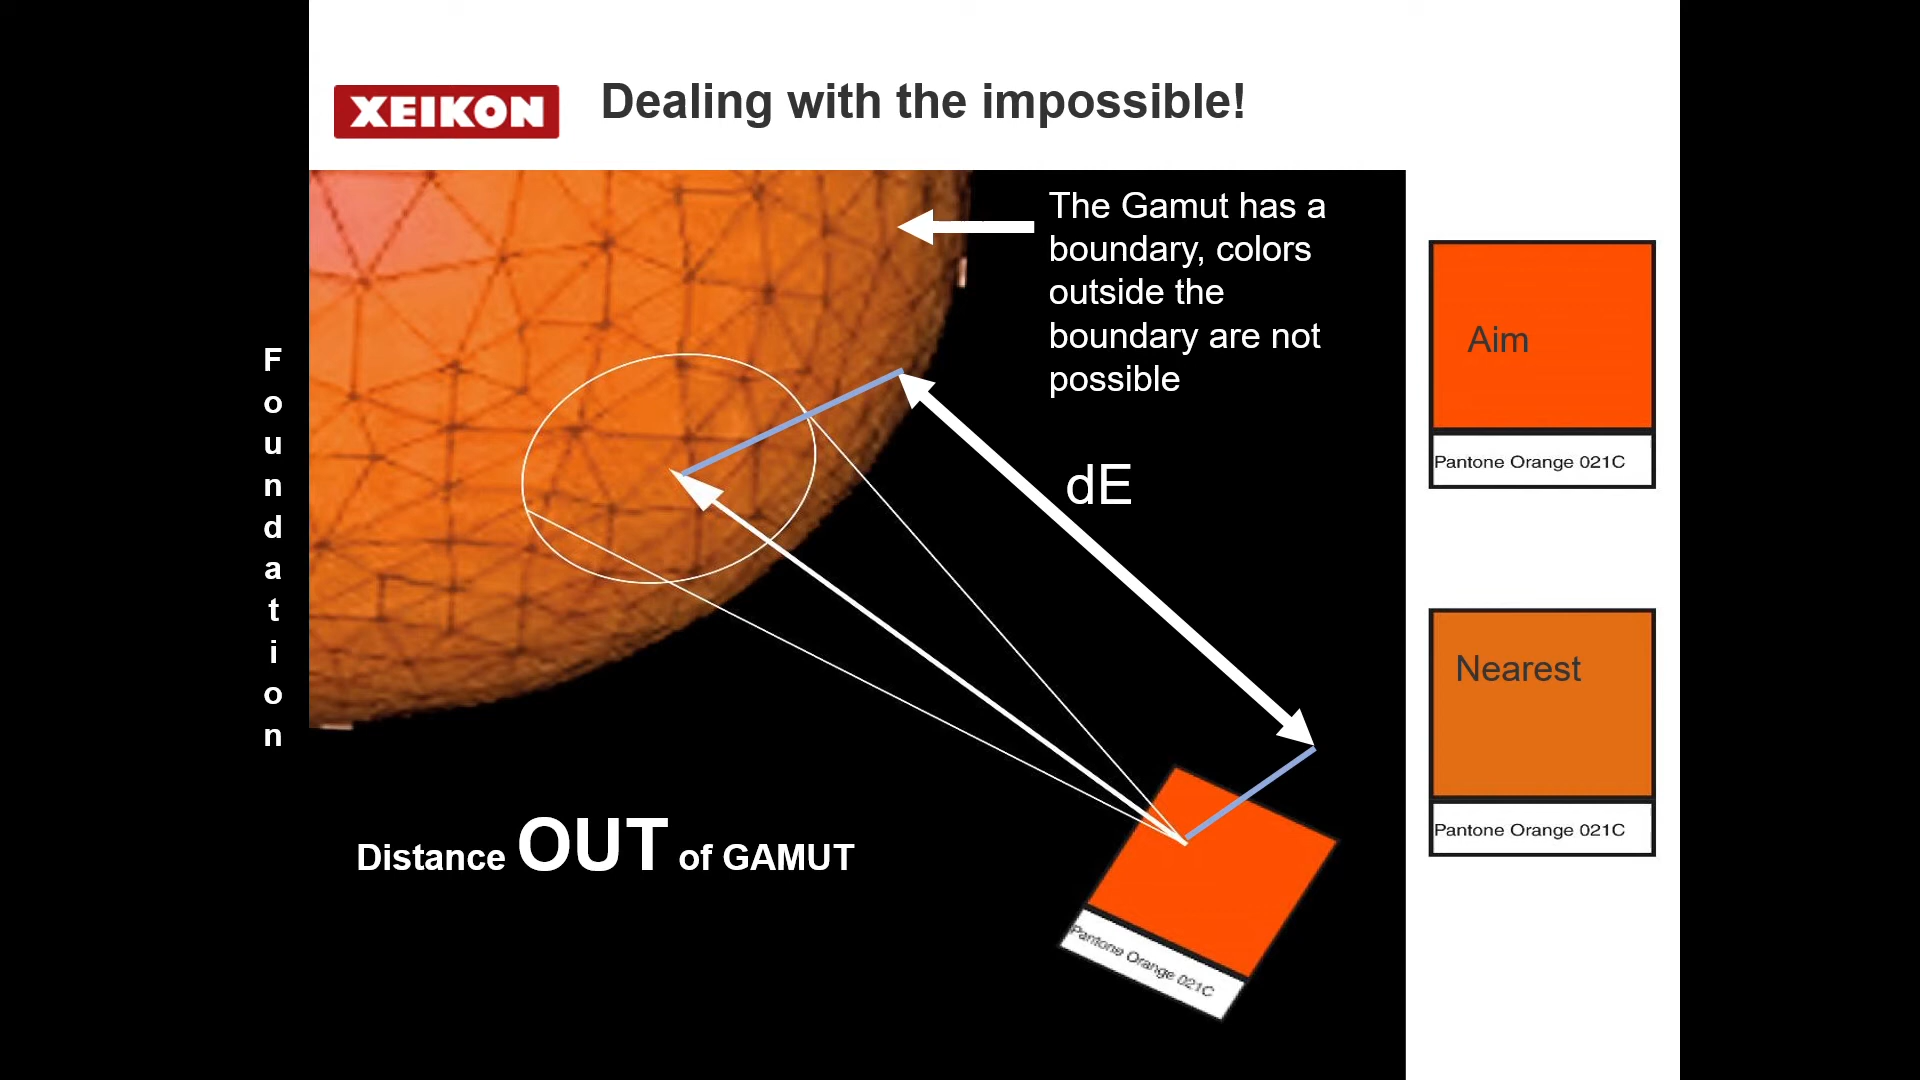 XEIKON
Dealing with the impossible!
The Gamut has a
boundary, colors
outside the
boundary are not
possible
Aim
Pantone Orange 021C
dE
Foundation
Nearest
Pantone Orange 021C
Distance OUT of GAMUT
Pantone Orange 021C